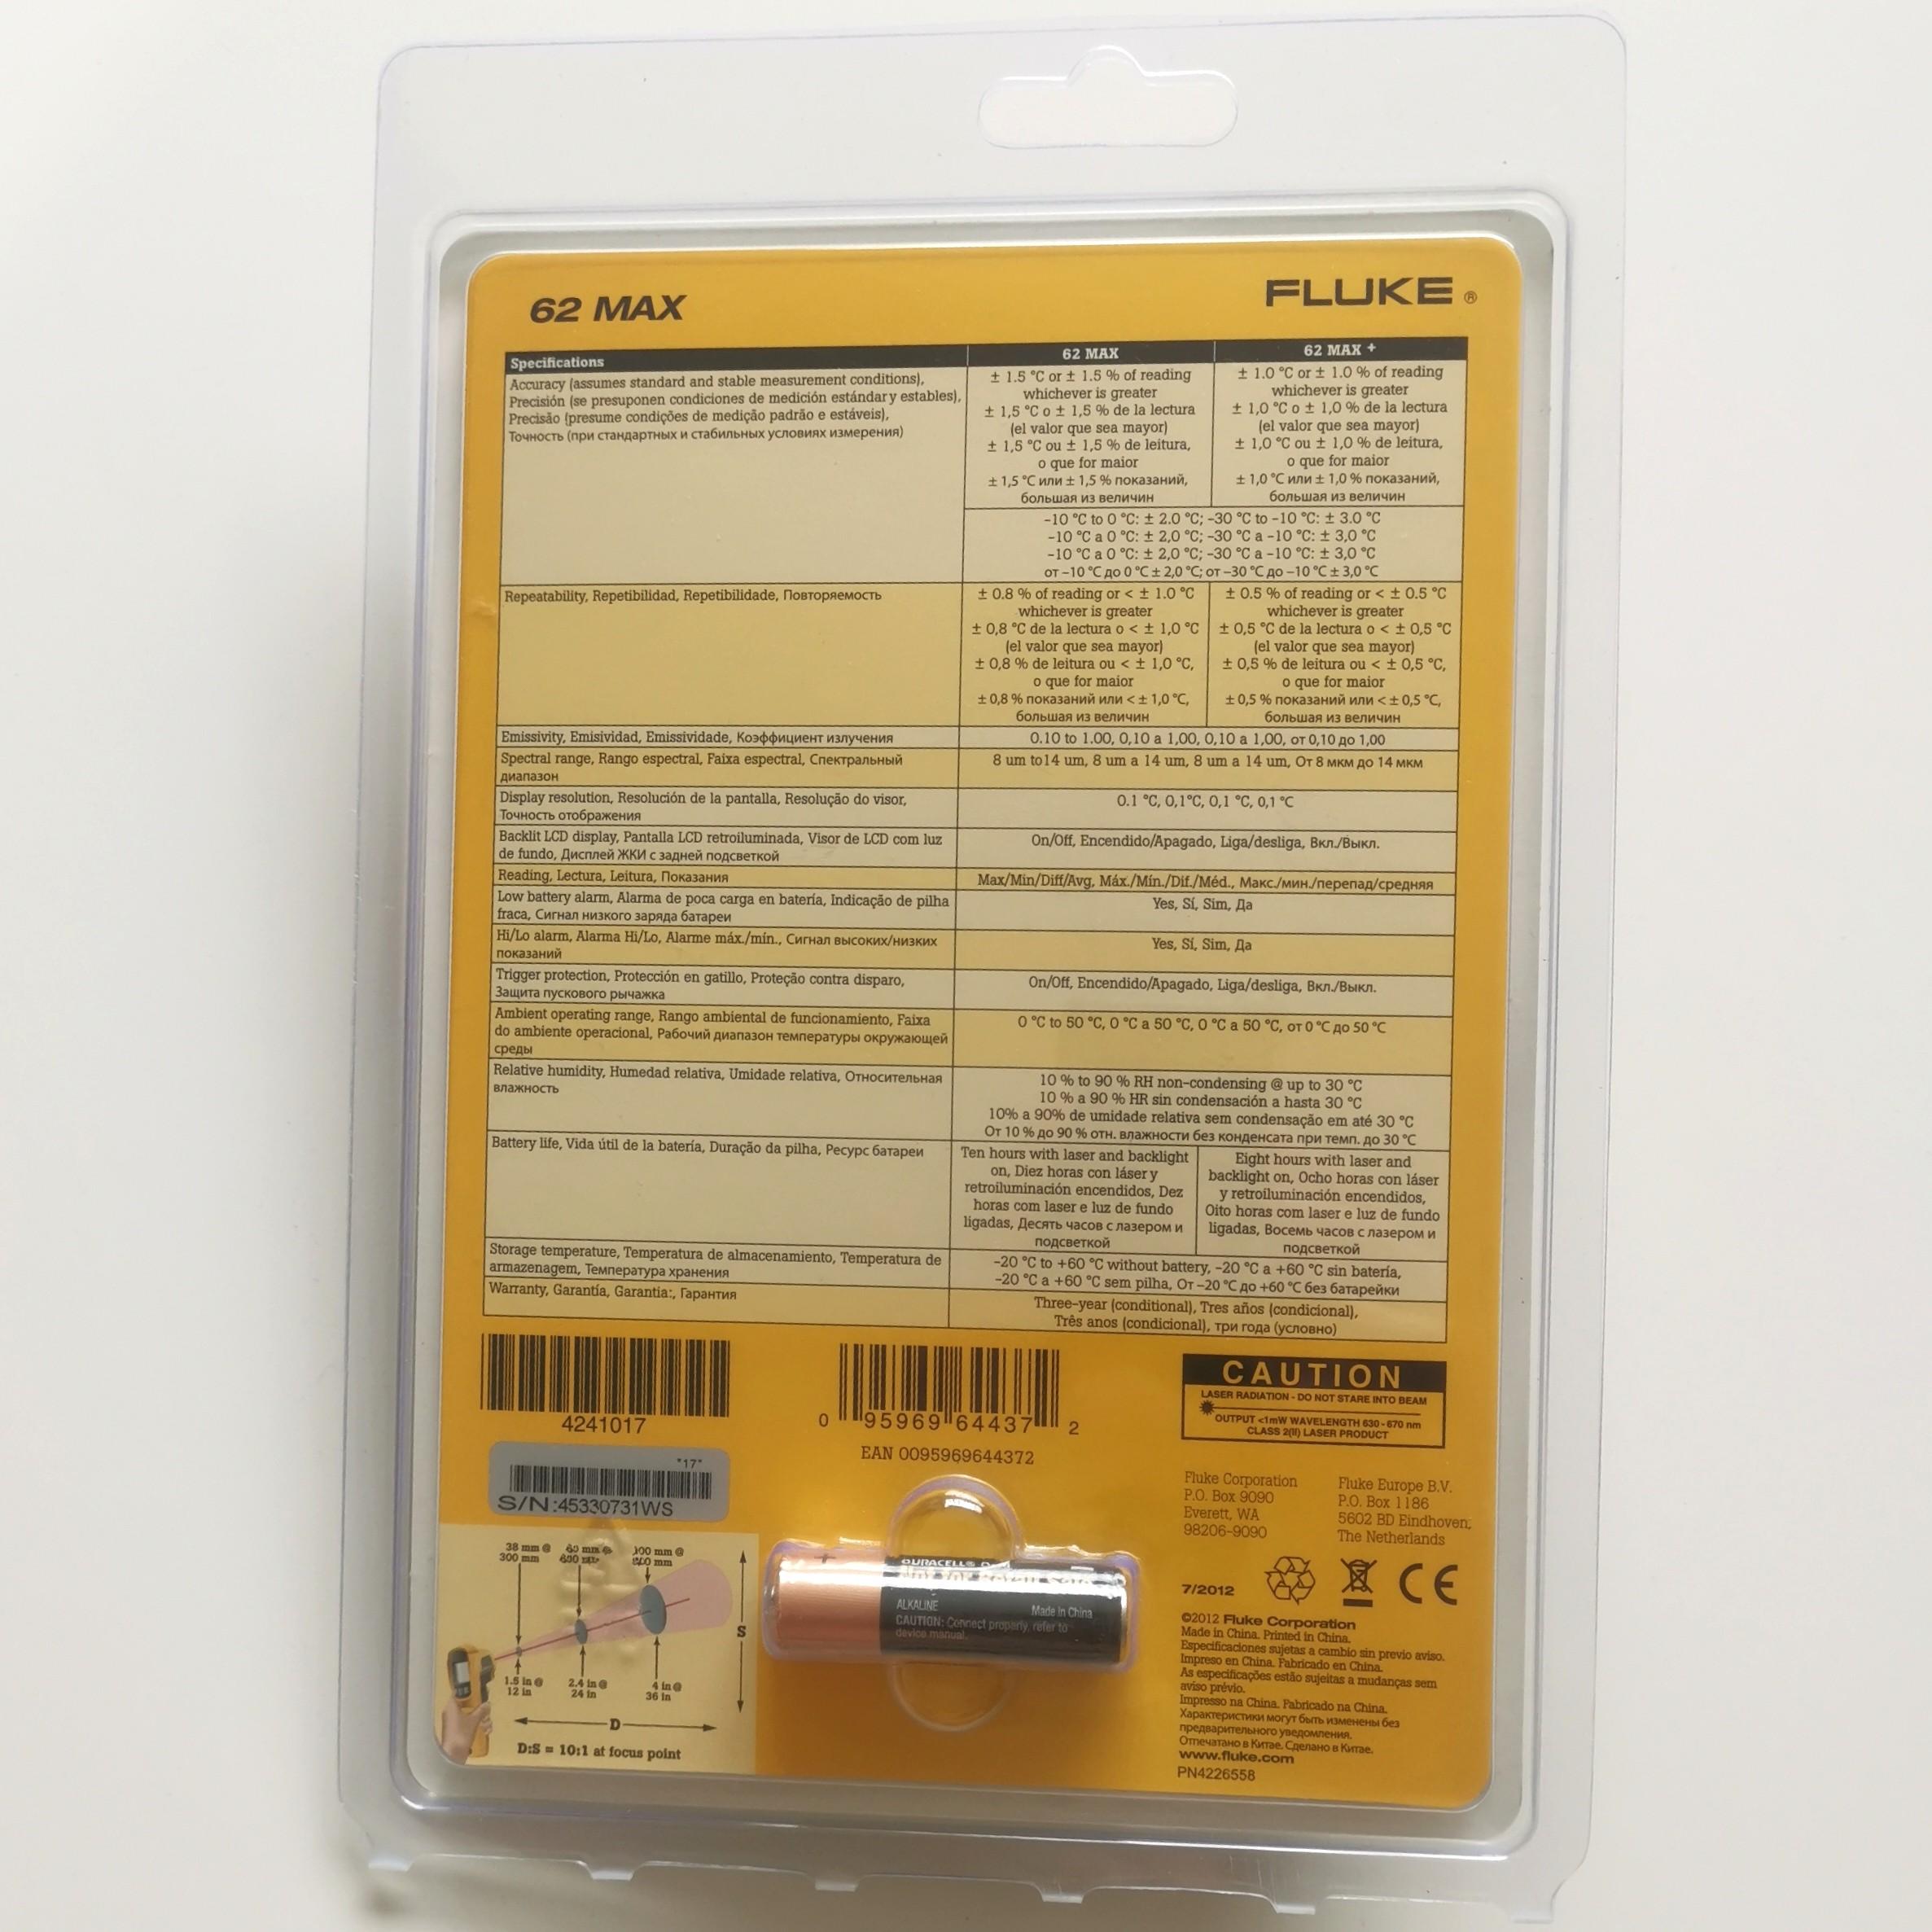 62 MAX
FLUKE ®
Specifications
62 MAX
62 MAX +
Accuracy (assumes standard and stable measurement conditions),
Precisión (se presuponen condiciones de medición estándar y estables),
Precisão (presume condições de medição padrão e estáveis),
Точность (при стандартных и стабильных условиях измерения)
± 1.5 °C or ± 1.5 % of reading
whichever is greater
± 1,5 °C o ± 1,5 % de la lectura
(el valor que sea mayor)
± 1,5 °C ou ± 1,5 % de leitura,
o que for maior
± 1,5 °C или ± 1,5 % показаний,
большая из величин
± 1.0 °C or ± 1.0 % of reading
whichever is greater
± 1,0 °C o ± 1,0 % de la lectura
(el valor que sea mayor)
± 1,0 °C ou ± 1,0 % de leitura,
o que for maior
± 1,0 °C или ± 1,0 % показаний,
большая из величин
-10 °C to 0 °C: ± 2.0 °C; -30 °C to -10 °C: ± 3.0 °C
-10 °C a 0 °C: ± 2,0 °C; -30 °C a -10 °C: ± 3,0 °C
-10 °C a 0 °C: ± 2,0 °C; -30 °C a -10 °C: ± 3,0 °C
от -10 °C до 0 °C ± 2,0 °C; от -30 °C до -10 °C ± 3,0 °C
Repeatability, Repetibilidad, Repetibilidade, Повторяемость
± 0.8 % of reading or < ± 1.0 °C
whichever is greater
± 0,8 °C de la lectura o < ± 1,0 °C
(el valor que sea mayor)
± 0,8 % de leitura ou < ± 1,0 °C,
o que for maior
± 0,8 % показаний или < ± 1,0 °C,
большая из величин
± 0.5 % of reading or < ± 0.5 °C
whichever is greater
± 0,5 °C de la lectura o < ± 0,5 °C
(el valor que sea mayor)
± 0,5 % de leitura ou < ± 0,5 °C,
o que for maior
± 0,5 % показаний или < ± 0,5 °C,
большая из величин
Emissivity, Emisividad, Emissividade, Коэффициент излучения
0.10 to 1.00, 0,10 a 1,00, 0,10 a 1,00, от 0,10 до 1,00
Spectral range, Rango espectral, Faixa espectral, Спектральный
диапазон
8 um to14 um, 8 um a 14 um, 8 um a 14 um, От 8 мкм до 14 мкм
Display resolution, Resolución de la pantalla, Resolução do visor,
Точность отображения
0.1 °C, 0,1°C, 0,1 °C, 0,1 °C
Backlit LCD display, Pantalla LCD retroiluminada, Visor de LCD com luz
de fundo, Дисплей ЖКИ с задней подсветкой
On/Off, Encendido/Apagado, Liga/desliga, Вкл./Выкл.
Reading, Lectura, Leitura, Показания
Max/Min/Diff/Avg, Máx./Mín./Dif./Méd., Макс./мин./перепад/средняя
Low battery alarm, Alarma de poca carga en batería, Indicação de pilha
fraca, Сигнал низкого заряда батареи
Yes, Sí, Sim, Да
Hi/Lo alarm, Alarma Hi/Lo, Alarme máx./mín., Сигнал высоких/низких
показаний
Yes, Sí, Sim, Да
Trigger protection, Protección en gatillo, Proteção contra disparo,
Защита пускового рычажка
On/Off, Encendido/Apagado, Liga/desliga, Вкл./Выкл.
Ambient operating range, Rango ambiental de funcionamiento, Faixa
do ambiente operacional, Рабочий диапазон температуры окружающей
среды
0 °C to 50 °C, 0 °C a 50 °C, 0 °C a 50 °C, от 0 °C до 50 °C
Relative humidity, Humedad relativa, Umidade relativa, Относительная
влажность
10 % to 90 % RH non-condensing @ up to 30 °C
10 % a 90 % HR sin condensación a hasta 30 °C
10% a 90% de umidade relativa sem condensação em até 30 °C
От 10 % до 90 % отн. влажности без конденсата при темп. до 30 °C
Battery life, Vida útil de la batería, Duração da pilha, Ресурс батареи
Ten hours with laser and backlight
on, Diez horas con láser y
retroiluminación encendidos, Dez
horas com laser e luz de fundo
ligadas, Десять часов с лазером и
подсветкой
Eight hours with laser and
backlight on, Ocho horas con láser
y retroiluminación encendidos,
Oito horas com laser e luz de fundo
ligadas, Восемь часов с лазером и
подсветкой
Storage temperature, Temperatura de almacenamiento, Temperatura de
armazenagem, Температура хранения
-20 °C to +60 °C without battery, -20 °C a +60 °C sin batería,
-20 °C a +60 °C sem pilha, От -20 °C до +60 °C без батарейки
Warranty, Garantía, Garantia:, Гарантия
Three-year (conditional), Tres años (condicional),
Três anos (condicional), три года (условно)
4241017
0 95969 64437 2
EAN 0095969644372
CAUTION
LASER RADIATION - DO NOT STARE INTO BEAM
OUTPUT <1mW WAVELENGTH 630 - 670 nm
CLASS 2(II) LASER PRODUCT
"17"
S/N:45330731WS
Fluke Corporation
P.O. Box 9090
Everett, WA
98206-9090
Fluke Europe B.V.
P.O. Box 1186
5602 BD Eindhoven,
The Netherlands
38 mm @
300 mm
mm @
mm @
S
1.5 in @
12 in
2.4 in @
24 in
4 in @
36 in
D
D:S = 10:1 at focus point
+
DURACELL®
ALKALINE
Made in China
CAUTION: Connect properly, refer to
device manual.
7/2012
CE
©2012 Fluke Corporation
Made in China. Printed in China.
Especificaciones sujetas a cambio sin previo aviso.
Impreso en China. Fabricado en China.
As especificações estão sujeitas a mudanças sem
aviso prévio.
Impresso na China. Fabricado na China.
Характеристики могут быть изменены без
предварительного уведомления.
Отпечатано в Китае. Сделано в Китае.
www.fluke.com
PN4226558